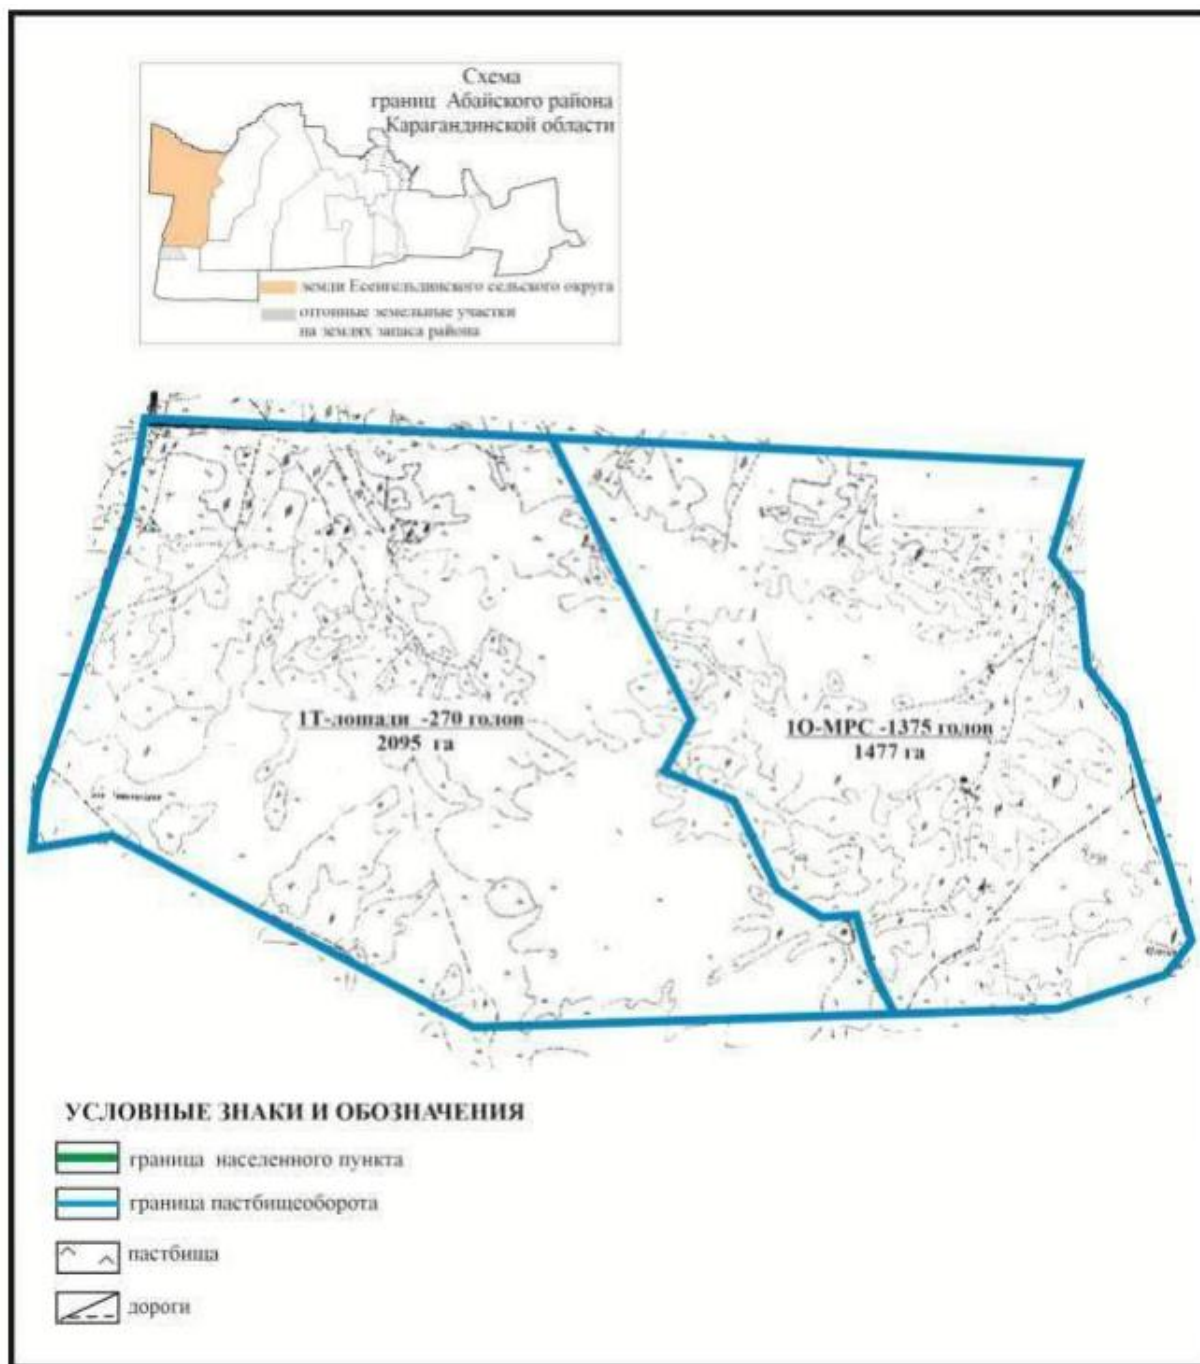 Схема
границ Абайского района
Карагандинской области
земли Есенгельдинского сельского округа
отгонные земельные участки
на землях запаса района
1Т-лошади -270 голов
2095 га
1О-МРС -1375 голов
1477 га
УСЛОВНЫЕ ЗНАКИ И ОБОЗНАЧЕНИЯ
граница населенного пункта
граница пастбищеоборота
пастбища
дороги